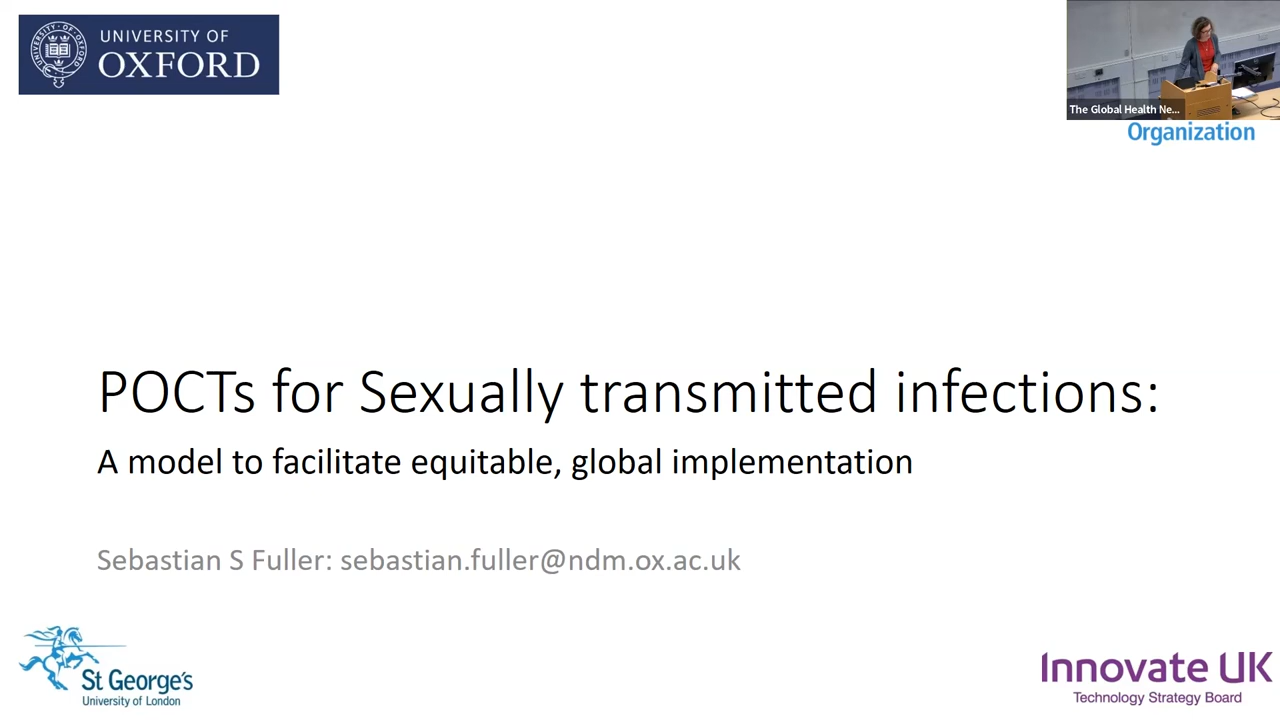 UNIVERSITY OF
OXFORD
The Global Health Ne...
Organization
POCTs for Sexually transmitted infections:
A model to facilitate equitable, global implementation
Sebastian S Fuller: sebastian.fuller@ndm.ox.ac.uk
St George's
University of London
Innovate UK
Technology Strategy Board